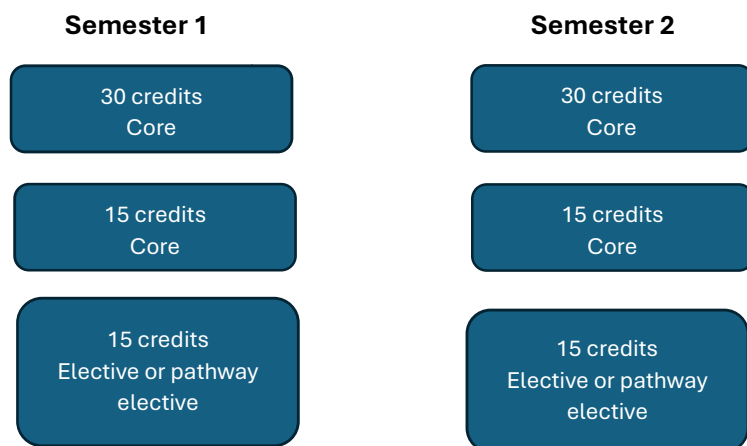 Semester 1
30 credits
Core
15 credits
Core
15 credits
Elective or pathway
elective
Semester 2
30 credits
Core
15 credits
Core
15 credits
Elective or pathway
elective